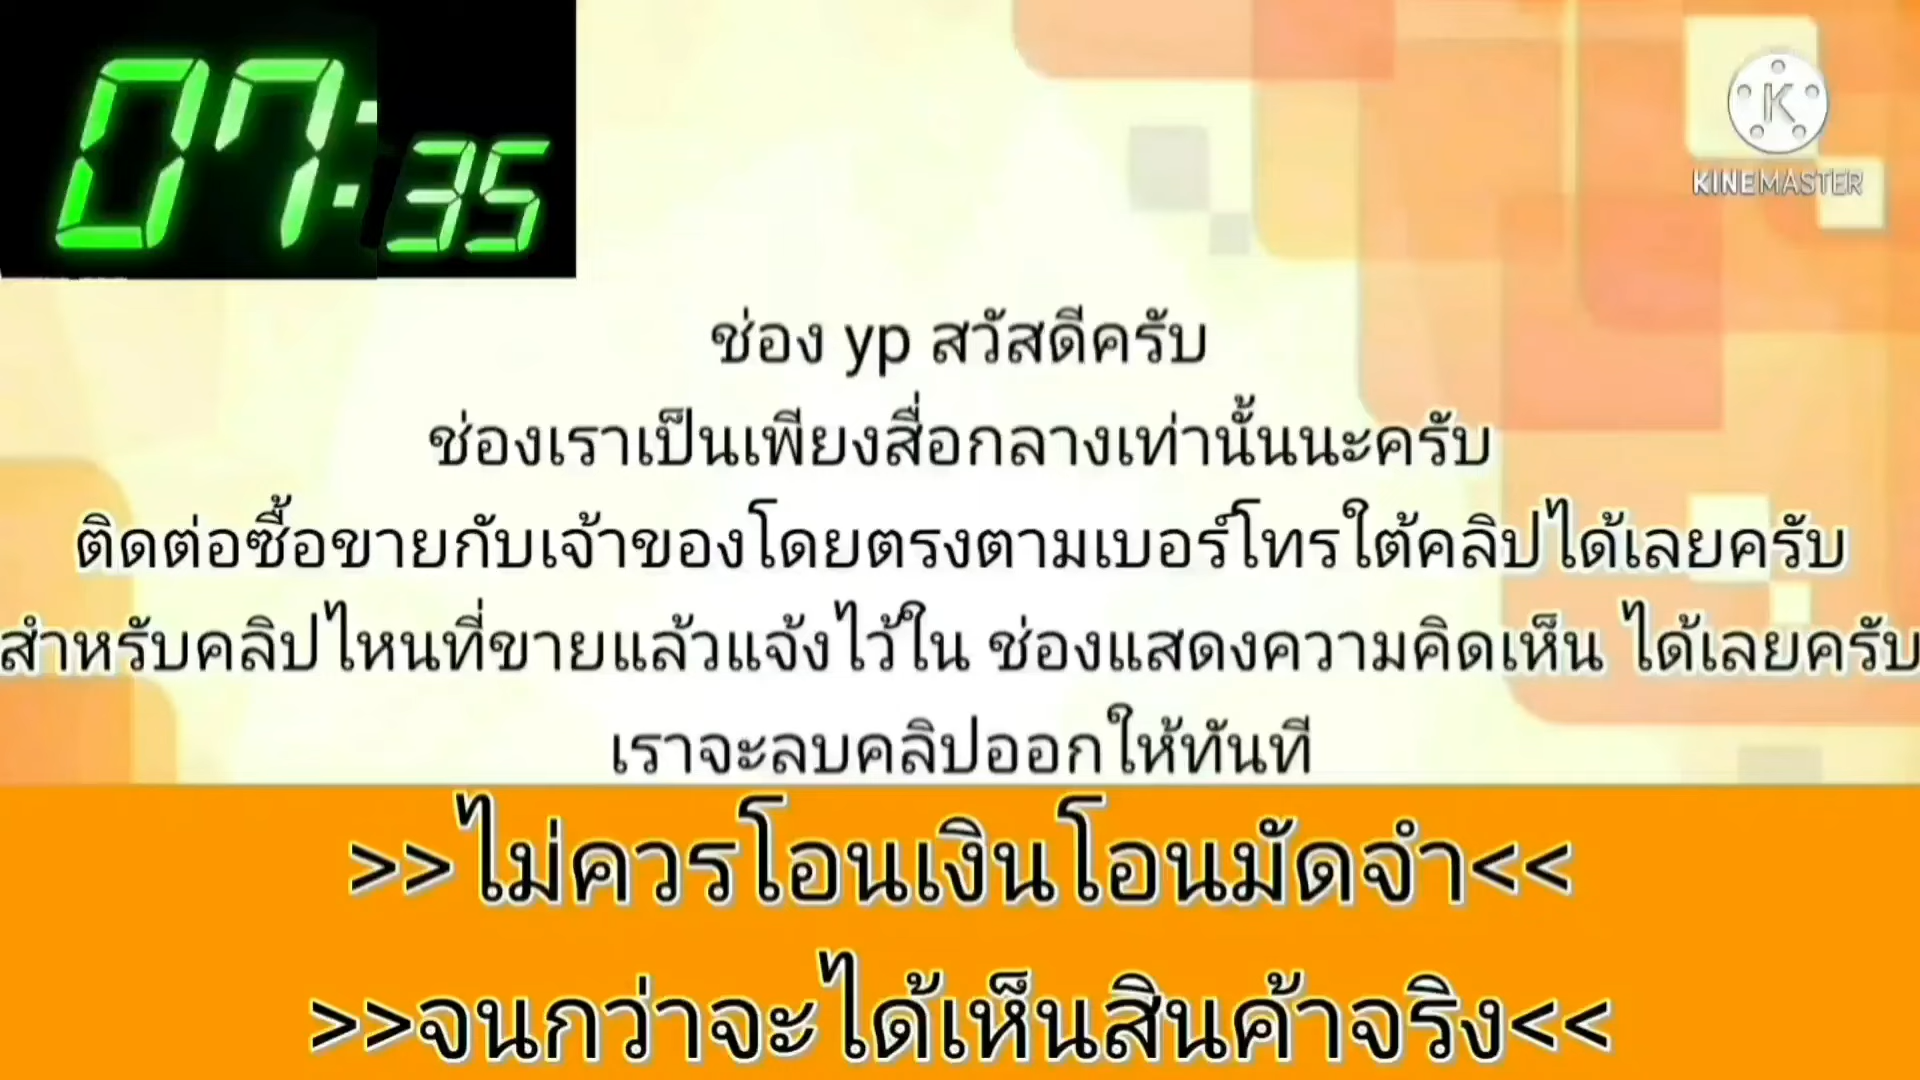 07:35
KINEMASTER
ช่อง yp สวัสดีครับ
ช่องเราเป็นเพียงสื่อกลางเท่านั้นนะครับ
ติดต่อซื้อขายกับเจ้าของโดยตรงตามเบอร์โทรใต้คลิปได้เลยครับ
สำหรับคลิปไหนที่ขายแล้วแจ้งไว้ใน ช่องแสดงความคิดเห็น ได้เลยครับ
เราจะลบคลิปออกให้ทันที
>>ไม่ควรโอนเงินโอนมัดจำ<<
>>จนกว่าจะได้เห็นสินค้าจริง<<